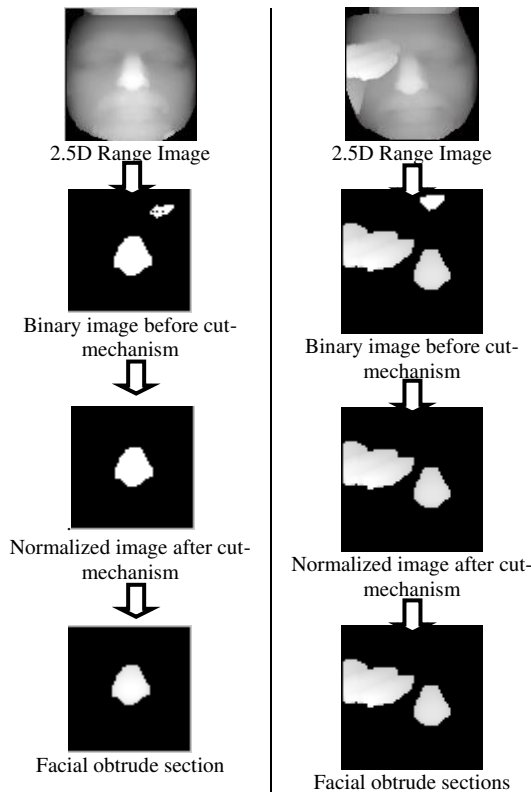 2.5D Range Image
Binary image before cut-
mechanism
Normalized image after cut-
mechanism
Facial obtrude section
2.5D Range Image
Binary image before cut-
mechanism
Normalized image after cut-
mechanism
Facial obtrude sections